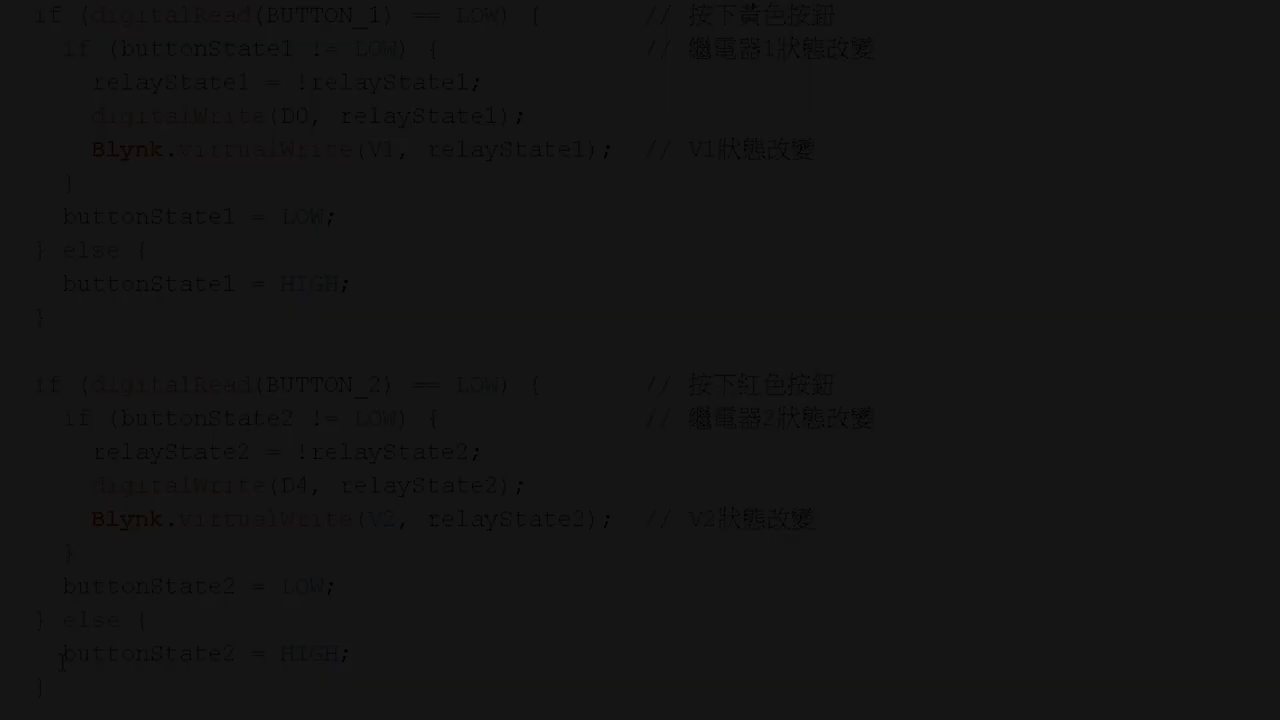 if (digitalRead(BUTTON_1) == LOW) {       // 按下黃色按鈕
  if (buttonState1 != LOW) {              // 繼電器1狀態改變
    relayState1 = !relayState1;
    digitalWrite(D0, relayState1);
    Blynk.virtualWrite(V1, relayState1);  // V1狀態改變
  }
  buttonState1 = LOW;
} else {
  buttonState1 = HIGH;
}
if (digitalRead(BUTTON_2) == LOW) {       // 按下紅色按鈕
  if (buttonState2 != LOW) {              // 繼電器2狀態改變
    relayState2 = !relayState2;
    digitalWrite(D4, relayState2);
    Blynk.virtualWrite(V2, relayState2);  // V2狀態改變
  }
  buttonState2 = LOW;
} else {
  buttonState2 = HIGH;
}